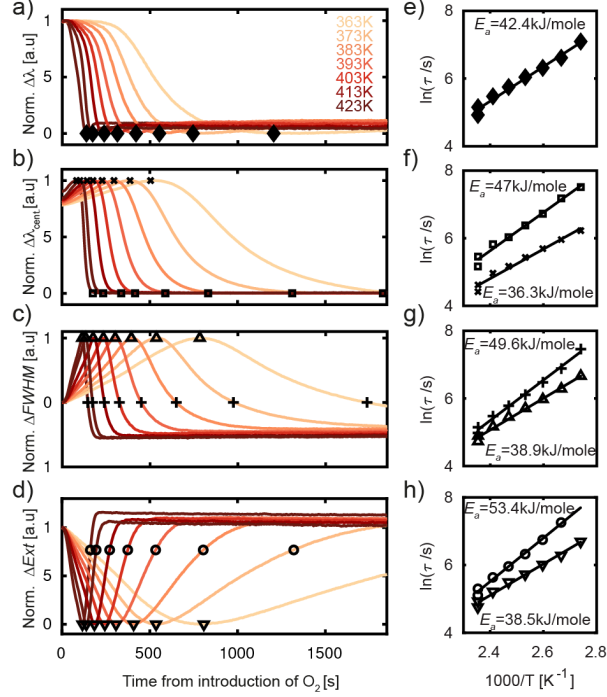 a)
Norm. Δλ [a.u]
1
0
363K
373K
383K
393K
403K
413K
423K
b)
Norm. Δλcent. [a.u]
1
0
c)
Norm. ΔFWHM [a.u]
1
0
1
d)
Norm. ΔExt [a.u]
1
0
0
500
1000
1500
Time from introduction of O₂ [s]
e)
ln(τ /s)
8
6
4
Eₐ=42.4kJ/mole
f)
ln(τ /s)
8
6
4
Eₐ=47kJ/mole
Eₐ=36.3kJ/mole
g)
ln(τ /s)
8
6
4
Eₐ=49.6kJ/mole
Eₐ=38.9kJ/mole
h)
ln(τ /s)
8
6
4
Eₐ=53.4kJ/mole
Eₐ=38.5kJ/mole
2.4
2.6
2.8
1000/T [K⁻¹]